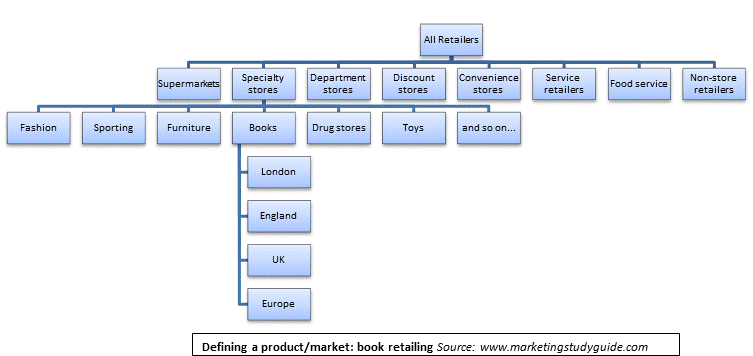 All Retailers
Supermarkets
Specialty
stores
Department
stores
Discount
stores
Convenience
stores
Service
retailers
Food service
Non-store
retailers
Fashion
Sporting
Furniture
Books
Drug stores
Toys
and so on...
London
England
UK
Europe
Defining a product/market: book retailing Source: www.marketingstudyguide.com